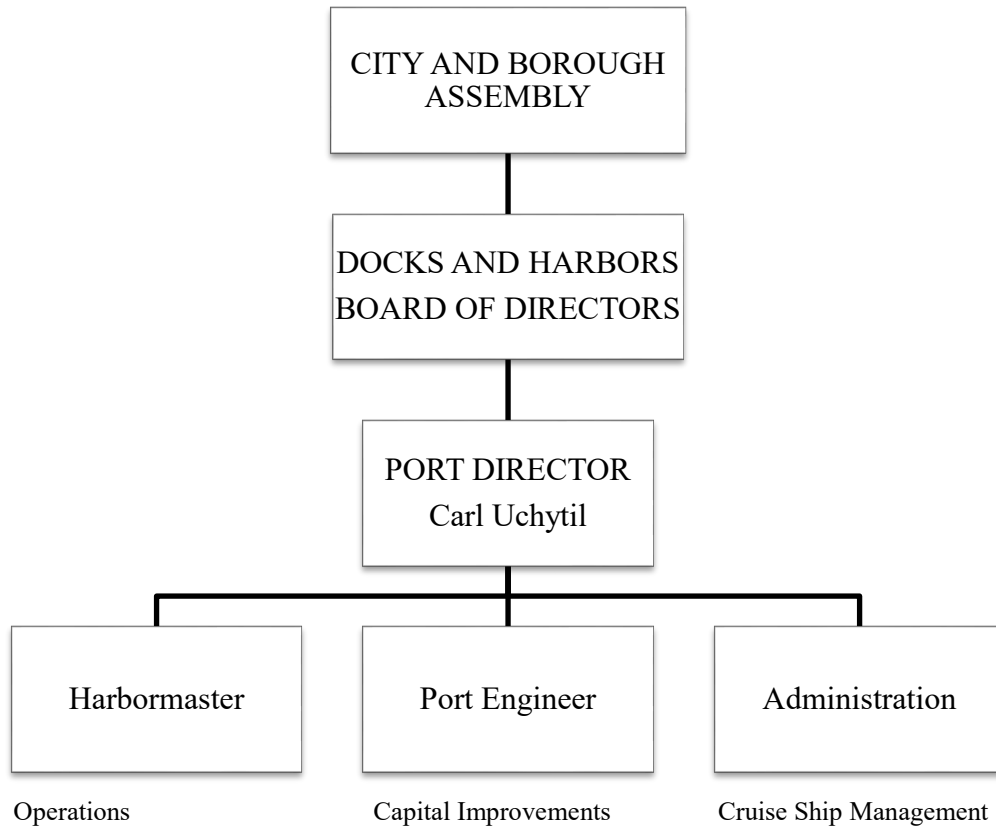 CITY AND BOROUGH
ASSEMBLY
DOCKS AND HARBORS
BOARD OF DIRECTORS
PORT DIRECTOR
Carl Uchytil
Harbormaster
Port Engineer
Administration
Operations
Capital Improvements
Cruise Ship Management